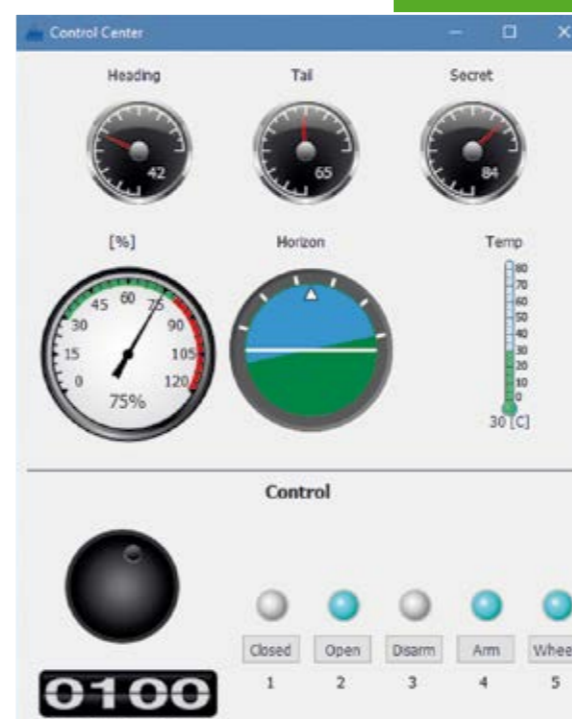 Control Center
Heading Tail Secret
42 65 84
[%] Horizon Temp
45 60 75
30 90
15 105
0 120
75%
80
70
60
50
40
30
20
10
0
30 [C]
Control
Closed Open Disarm Arm Wheel
1 2 3 4 5
0100